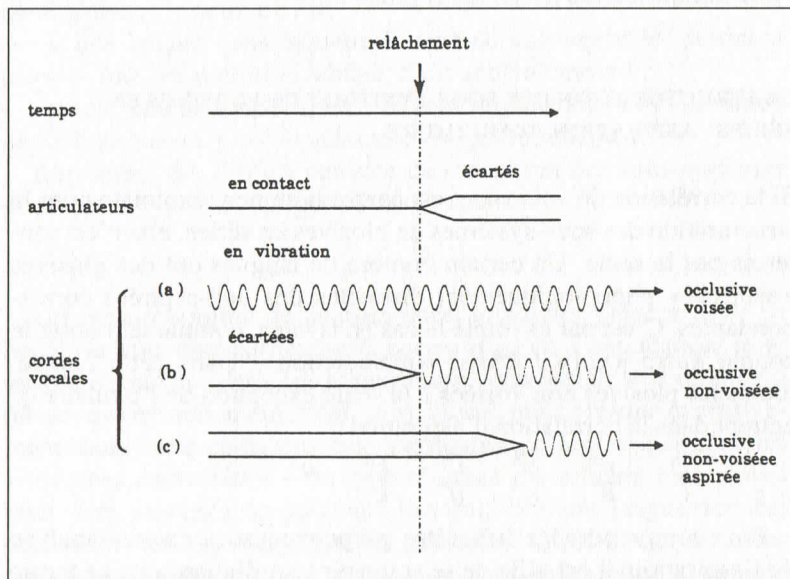 relâchement
temps
en contact
écartés
articulateurs
en vibration
(a)
occlusive
voisée
écartées
cordes
vocales
(b)
occlusive
non-voiséee
(c)
occlusive
non-voiséee
aspirée